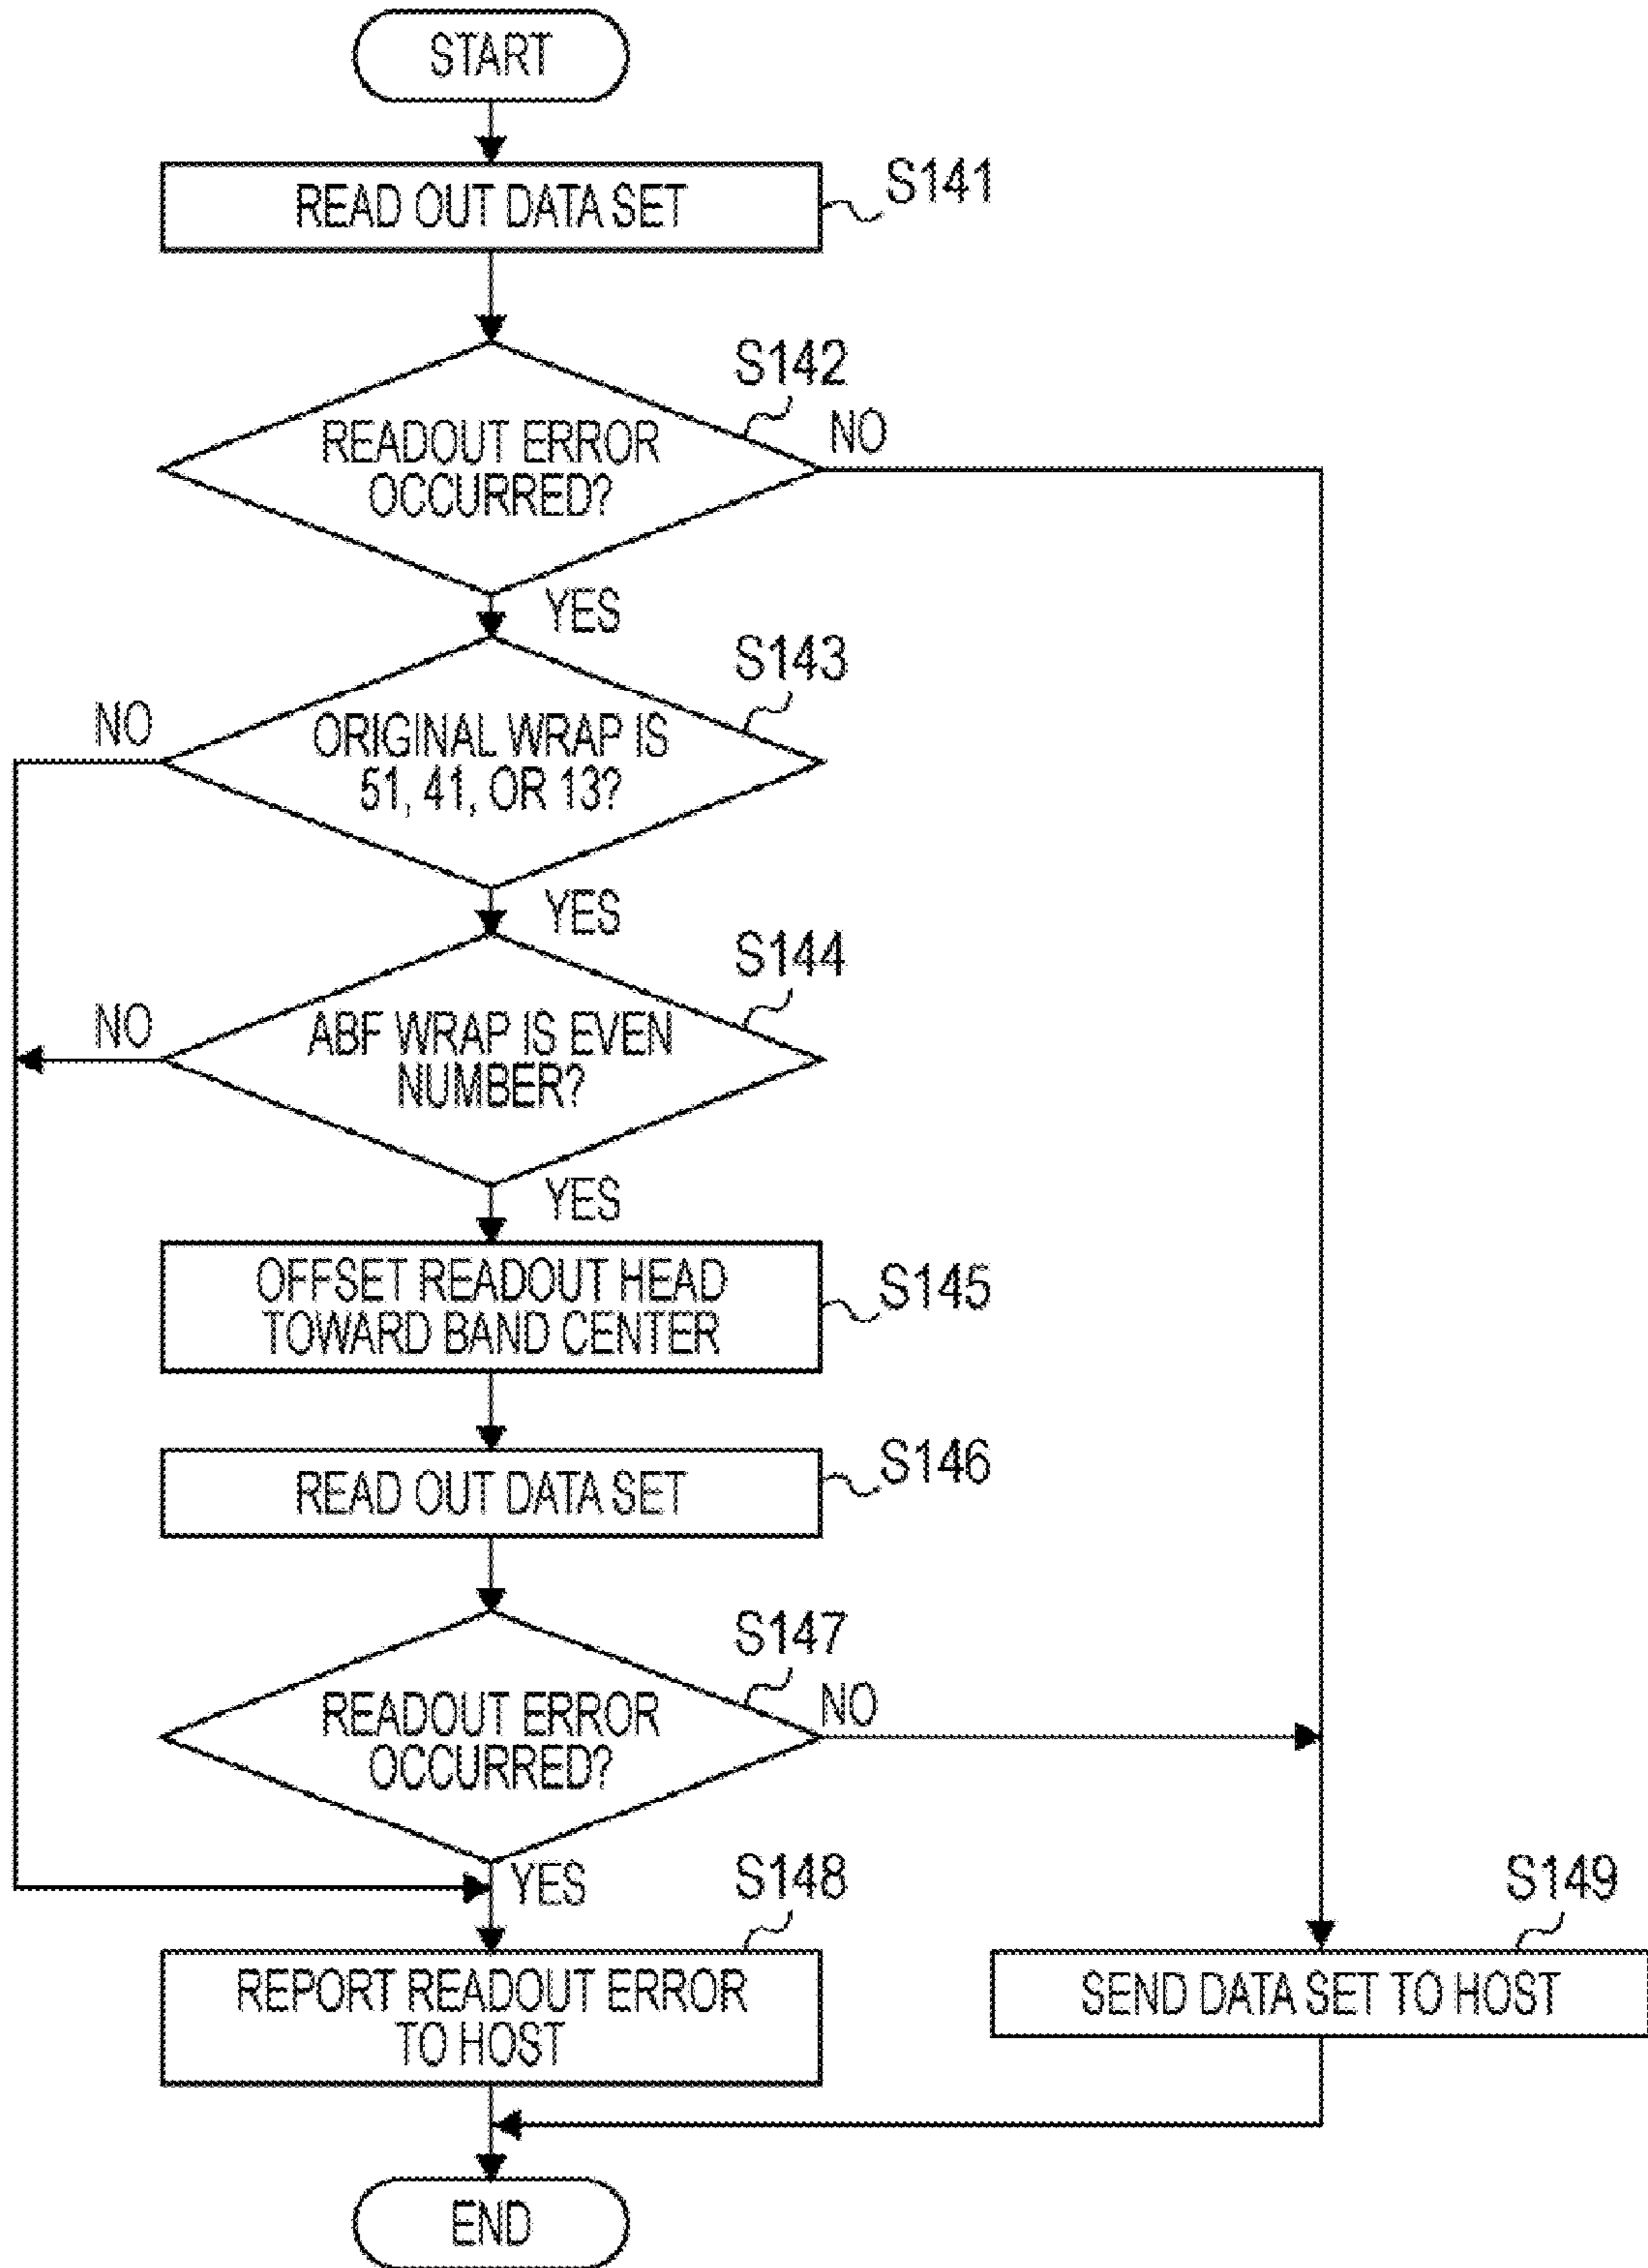 START
READ OUT DATA SET
S141
S142
READOUT ERROR
OCCURRED?
NO
YES
S143
NO
ORIGINAL WRAP IS
51, 41, OR 13?
YES
S144
NO
ABF WRAP IS EVEN
NUMBER?
YES
OFFSET READOUT HEAD
TOWARD BAND CENTER
S145
READ OUT DATA SET
S146
S147
READOUT ERROR
OCCURRED?
NO
YES
S148
REPORT READOUT ERROR
TO HOST
S149
SEND DATA SET TO HOST
END